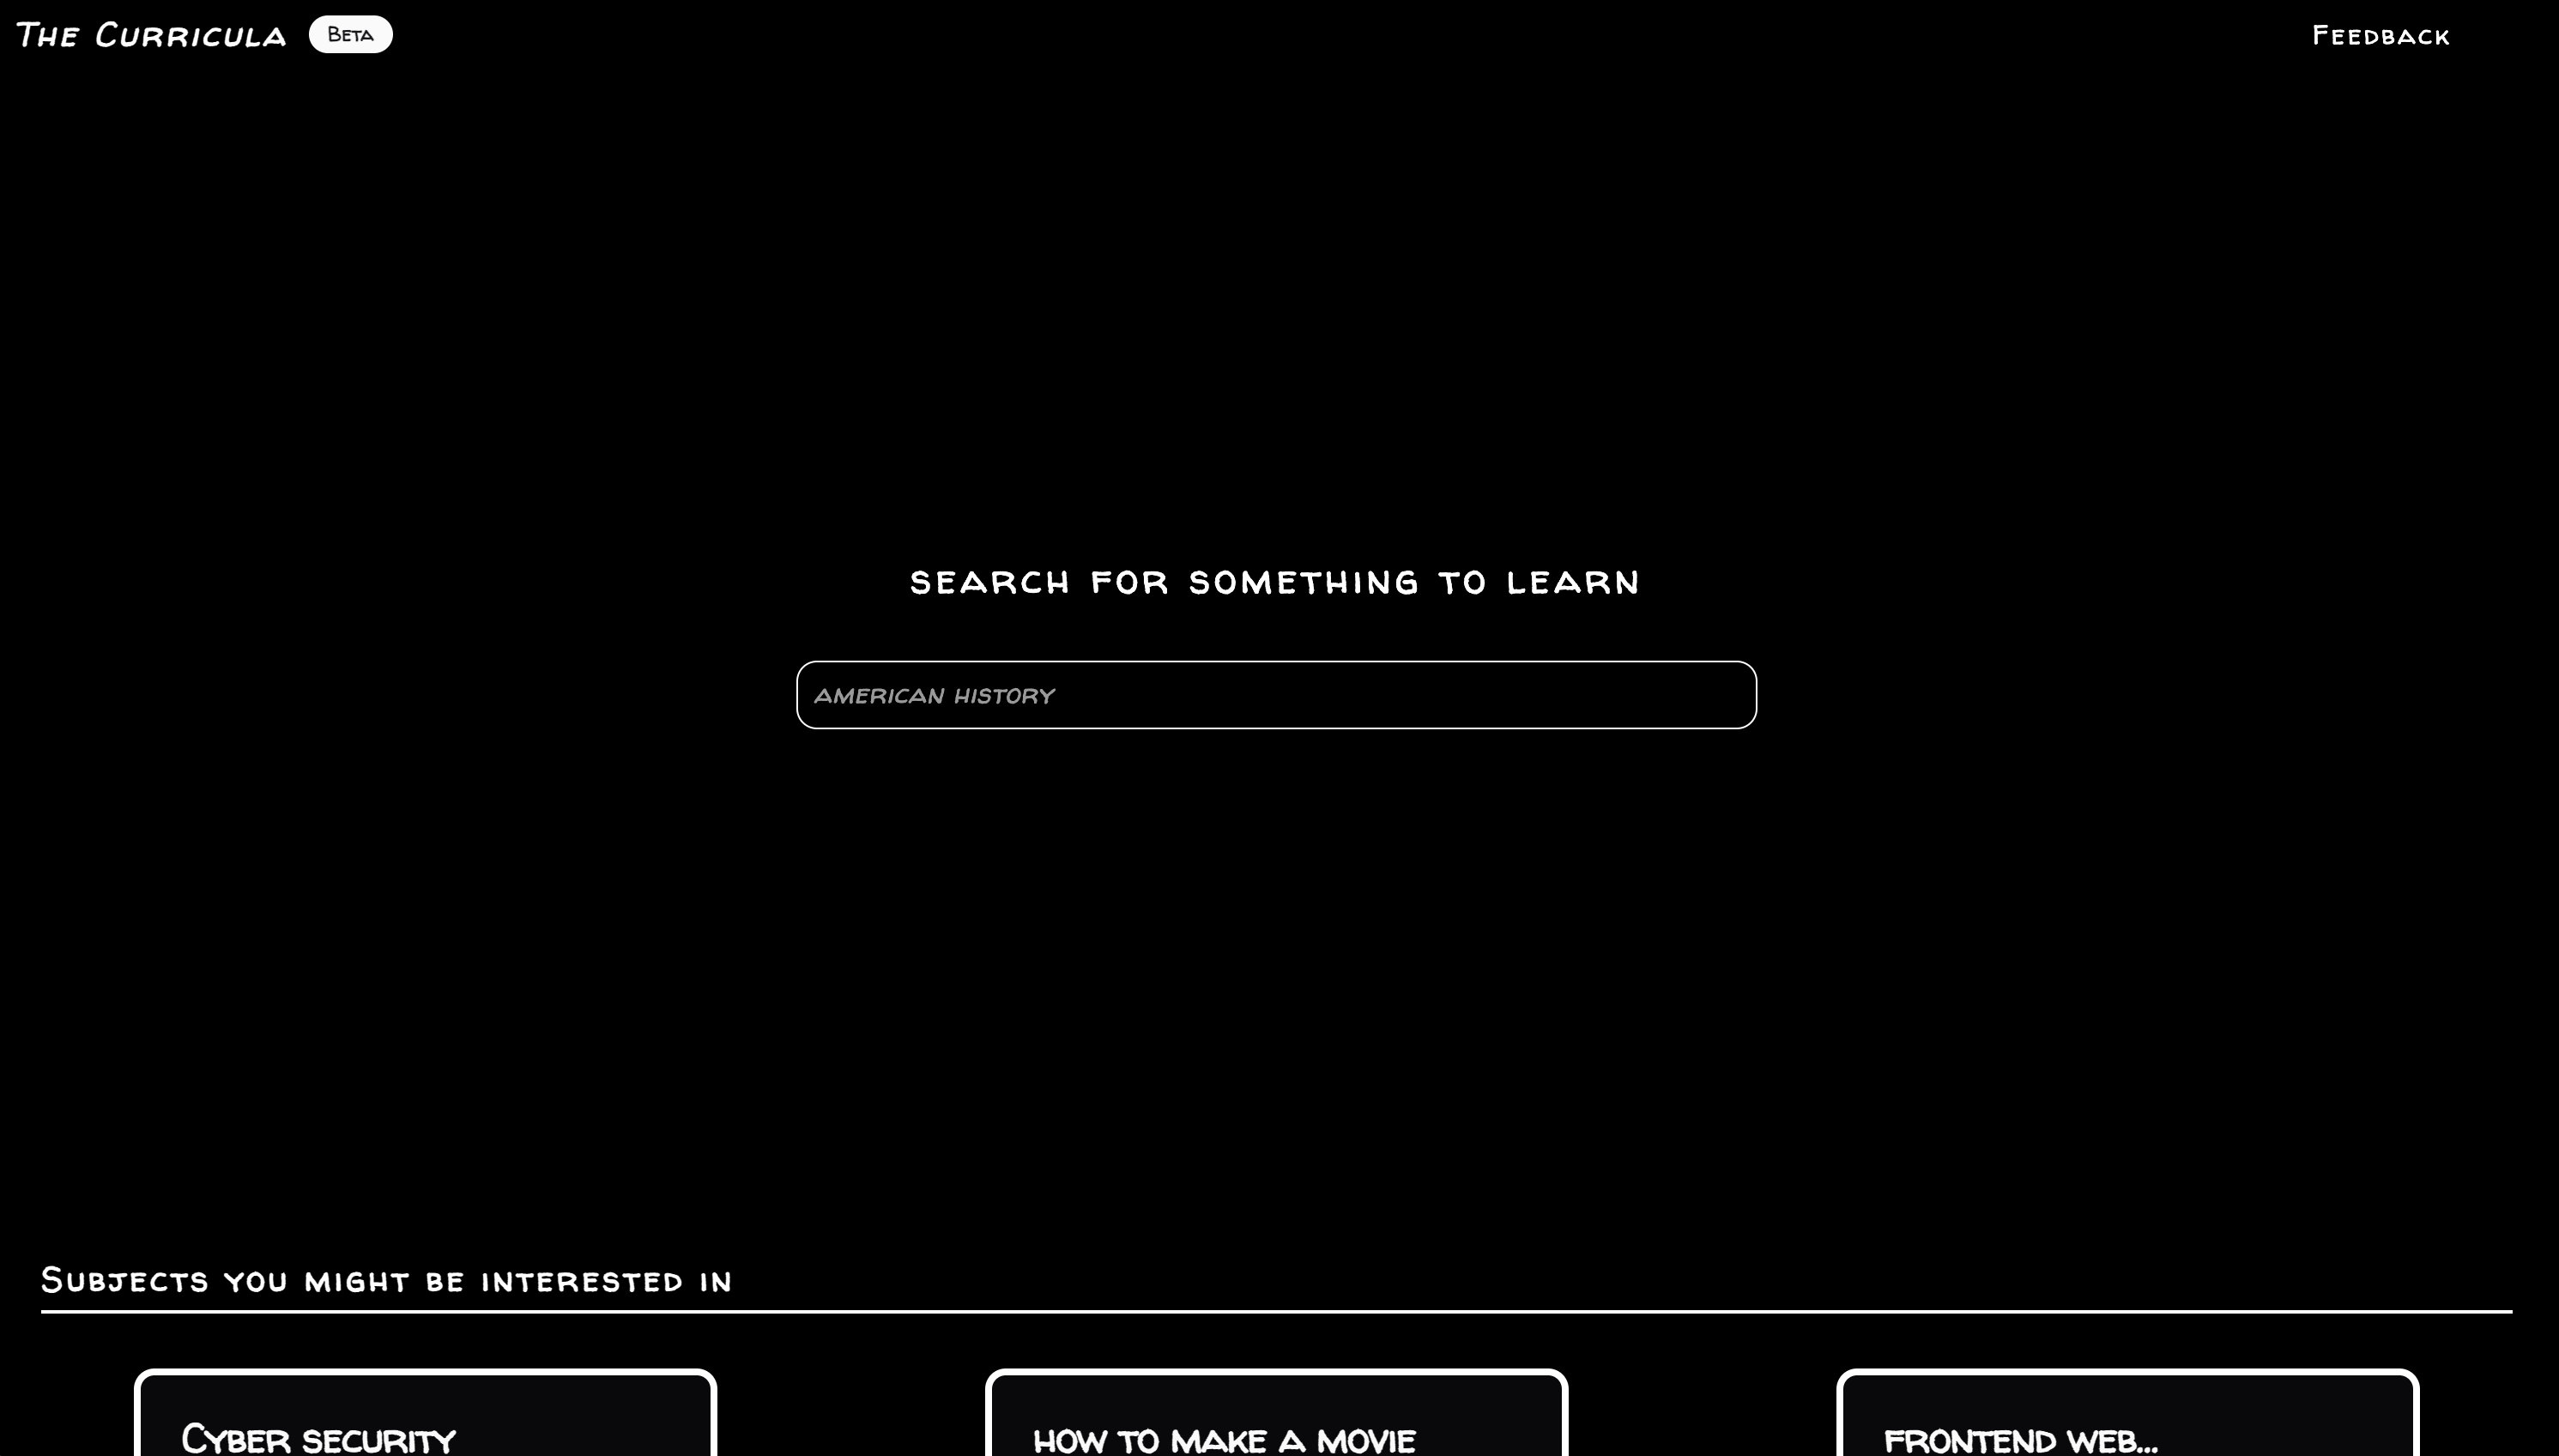 The Curricula
Beta
Feedback
search for something to learn
american history
Subjects you might be interested in
Cyber security
how to make a movie
frontend web...